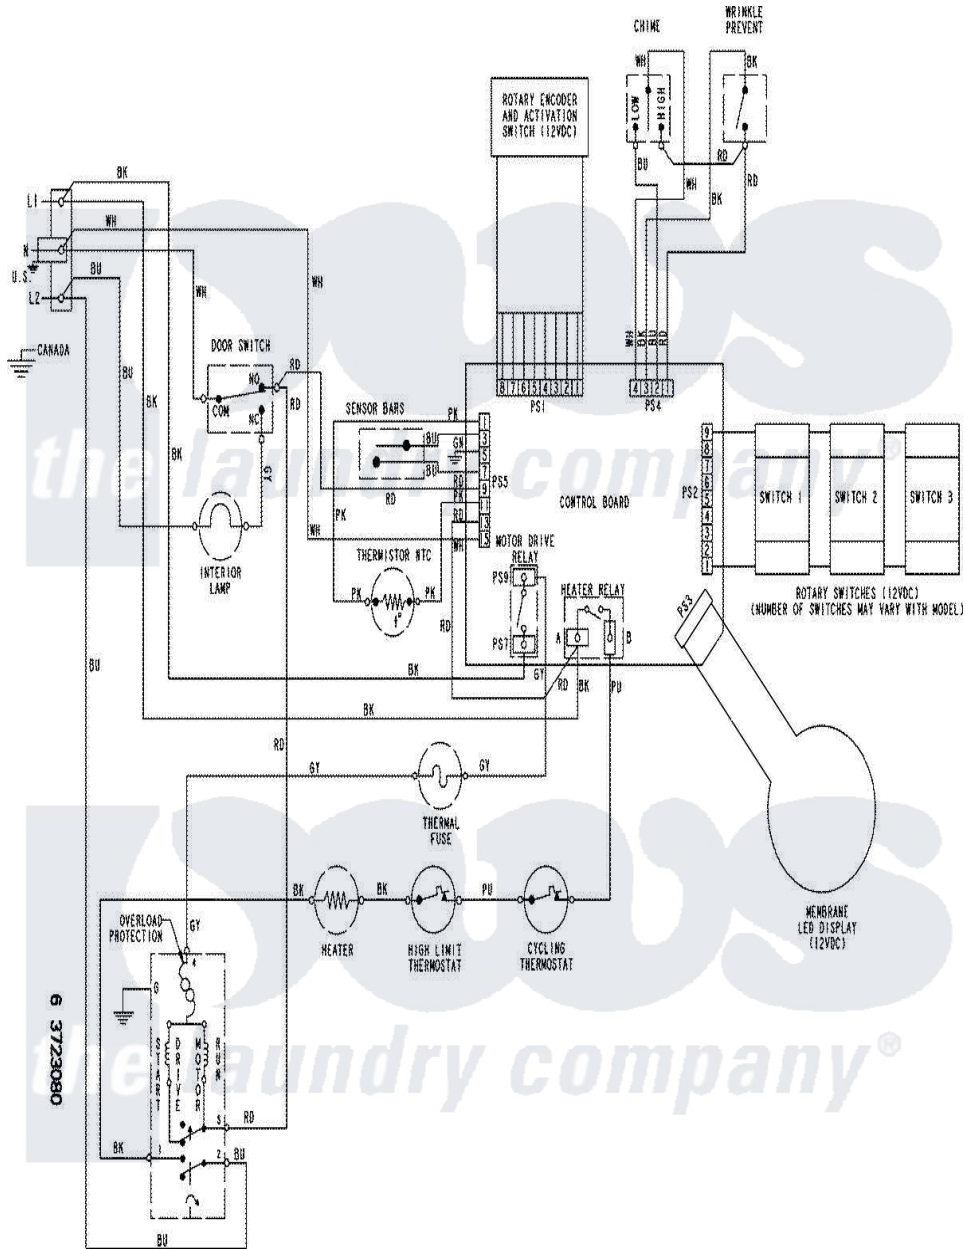 CHIME
WRINKLE
PREVENT
WH
BK
LOW
HIGH
ROTARY ENCODER
AND ACTIVATION
SWITCH (12VDC)
BU
RD
WH
RD
BK
BK
L1
WH
N
U.S.
BU
L2
WH
WH
CANADA
WH
BK
BU
RD
DOOR SWITCH
RD
NO
COM
NC
RD
BU
BK
BK
GY
8 7 6 5 4 3 2 1
PS1
4 3 2 1
PS4
SENSOR BARS
PK
BU
GN
BU
RD
PK
RD
WH
1
3
5
7
9
11
13
15
PS5
RD
PK
WH
CONTROL BOARD
PS2
9
8
7
6
5
4
3
2
1
SWITCH 1
SWITCH 2
SWITCH 3
ROTARY SWITCHES (12VDC)
(NUMBER OF SWITCHES MAY VARY WITH MODEL)
INTERIOR
LAMP
THERMISTOR NTC
PK
PK
t°
MOTOR DRIVE
RELAY
PS9
PS7
HEATER RELAY
A
B
PS3
RD
BU
BK
GY
RD
BK
PU
BK
RD
GY
GY
THERMAL
FUSE
BK
BK
PU
HEATER
HIGH LIMIT
THERMOSTAT
CYCLING
THERMOSTAT
MEMBRANE
LED DISPLAY
(12VDC)
OVERLOAD
PROTECTION
GY
4
G
START
DRIVE
MOTOR
RUN
5
RD
BK
1
2
BU
BU
6 3723080
the laundry company®
the laundry company®